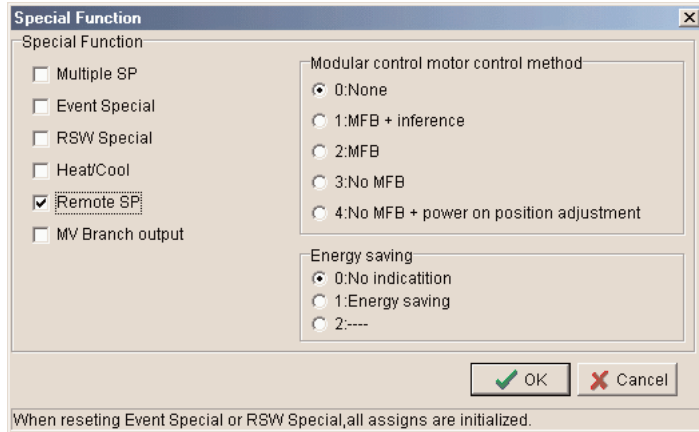 Special Function
Special Function
Multiple SP
Event Special
RSW Special
Heat/Cool
Remote SP
MV Branch output
Modular control motor control method
0:None
1:MFB + inference
2:MFB
3:No MFB
4:No MFB + power on position adjustment
Energy saving
0:No indicatition
1:Energy saving
2:----
OK
Cancel
When reseting Event Special or RSW Special,all assigns are initialized.